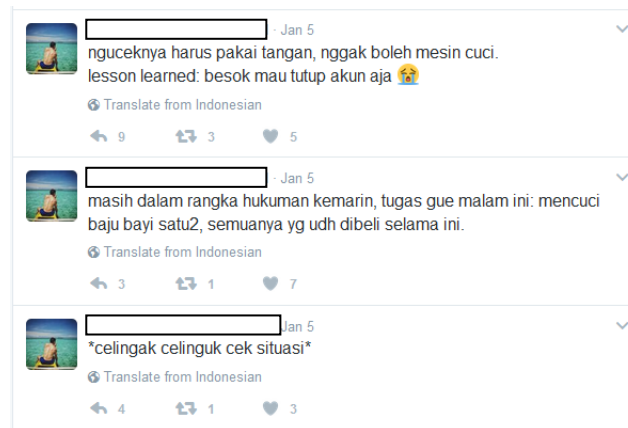 · Jan 5
nguceknya harus pakai tangan, nggak boleh mesin cuci.
lesson learned: besok mau tutup akun aja 😭
Translate from Indonesian
9 3 5
· Jan 5
masih dalam rangka hukuman kemarin, tugas gue malam ini: mencuci
baju bayi satu2, semuanya yg udh dibeli selama ini.
Translate from Indonesian
3 1 7
Jan 5
*celingak celinguk cek situasi*
Translate from Indonesian
4 1 3